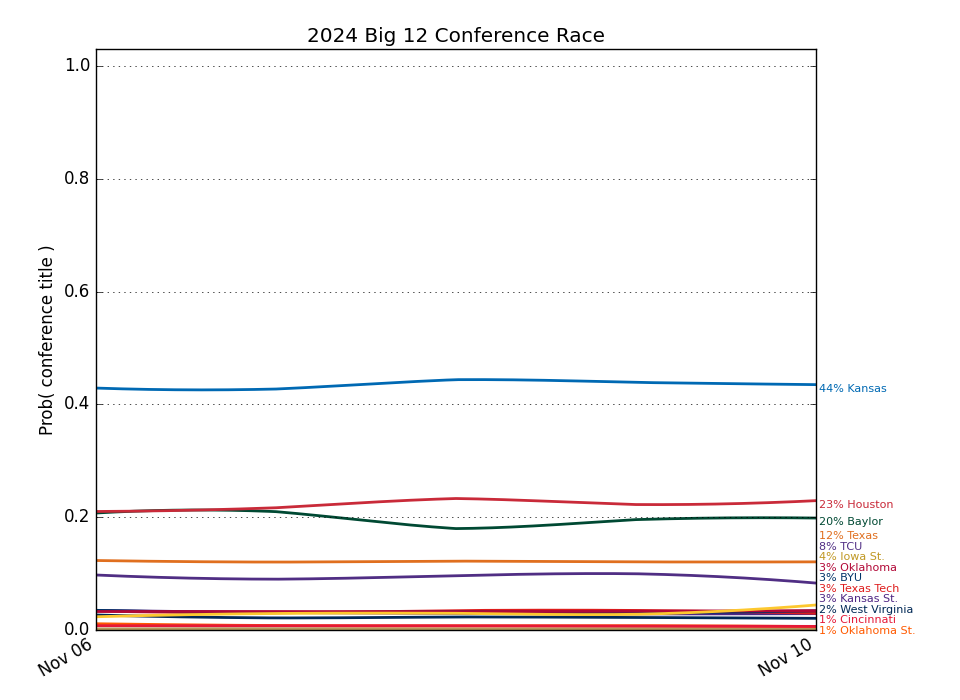 2024 Big 12 Conference Race
Prob( conference title )
1.0
0.8
0.6
0.4
0.2
0.0
Nov 06
Nov 10
44% Kansas
23% Houston
20% Baylor
12% Texas
8% TCU
4% Iowa St.
3% Oklahoma
3% BYU
3% Texas Tech
3% Kansas St.
2% West Virginia
1% Cincinnati
1% Oklahoma St.